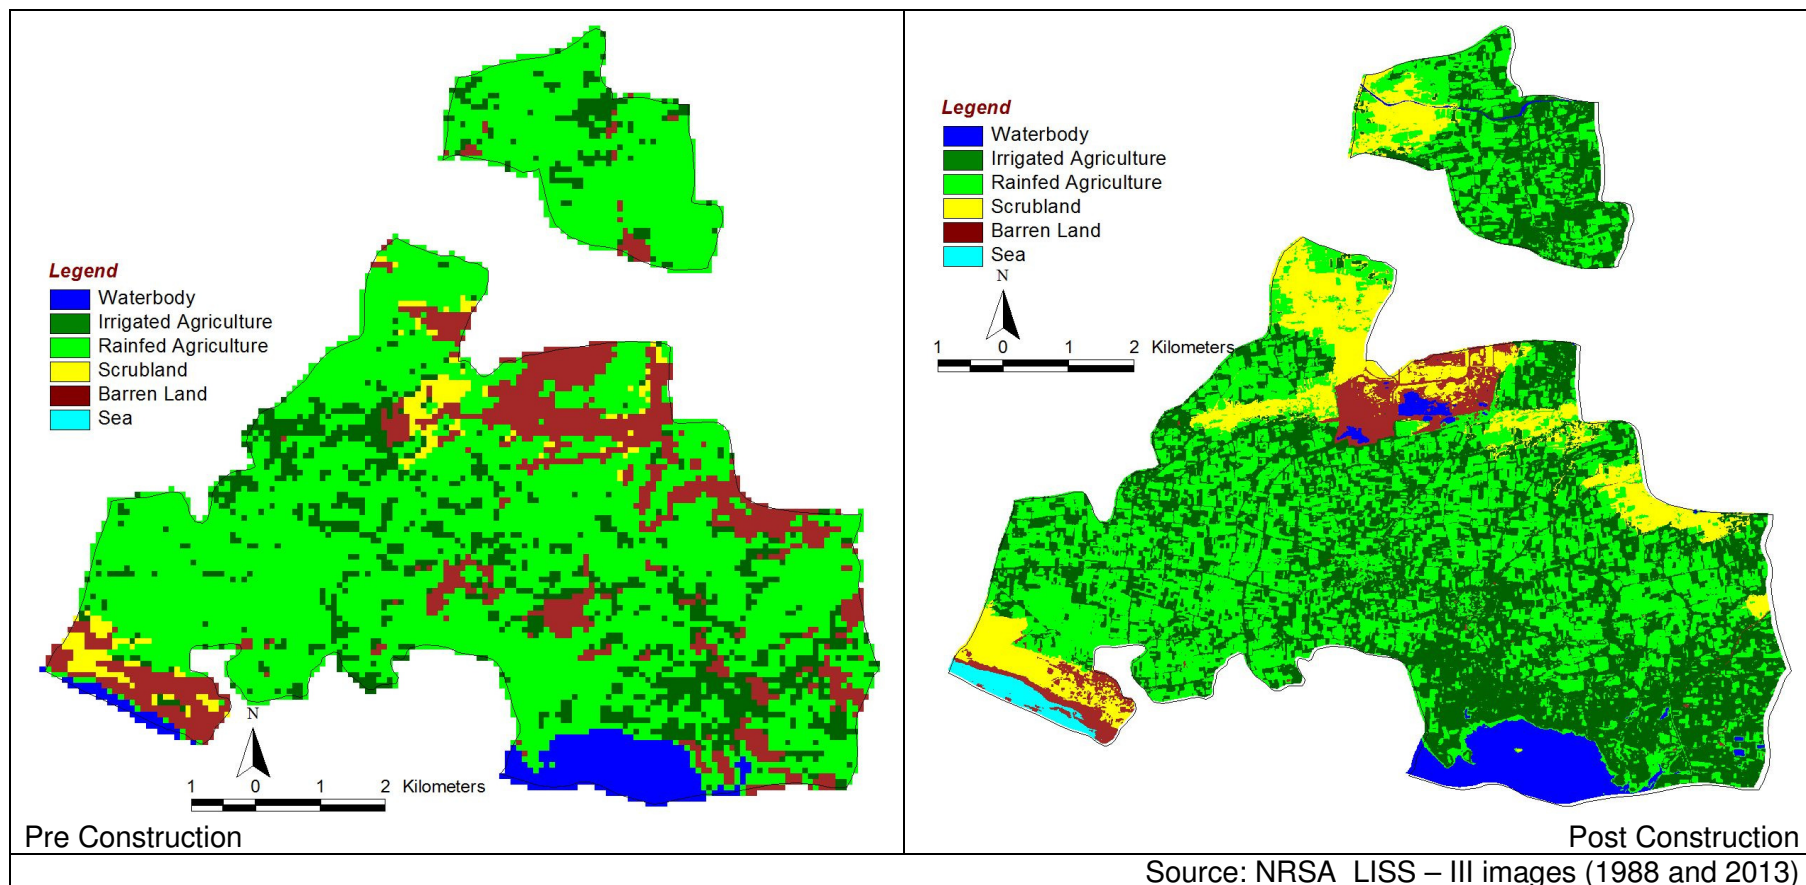 Legend
Waterbody
Irrigated Agriculture
Rainfed Agriculture
Scrubland
Barren Land
Sea
N
1 0 1 2 Kilometers
Pre Construction
Legend
Waterbody
Irrigated Agriculture
Rainfed Agriculture
Scrubland
Barren Land
Sea
N
1 0 1 2 Kilometers
Post Construction
Source: NRSA LISS – III images (1988 and 2013)